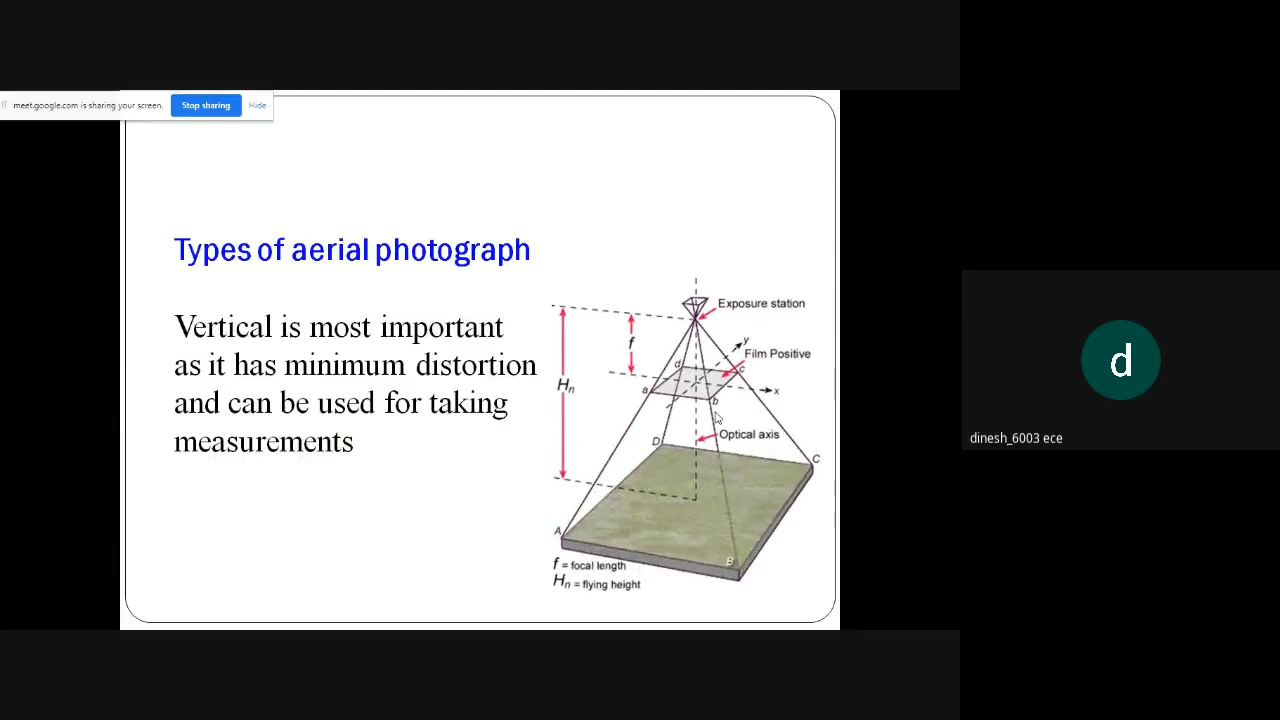 meet.google.com is sharing your screen. Stop sharing Hide
Types of aerial photograph
Vertical is most important
as it has minimum distortion
and can be used for taking
measurements
Exposure station
f
y
Film Positive
d
c
Hn
a
x
b
Optical axis
D
C
A
B
f = focal length
Hn = flying height
d
dinesh_6003 ece